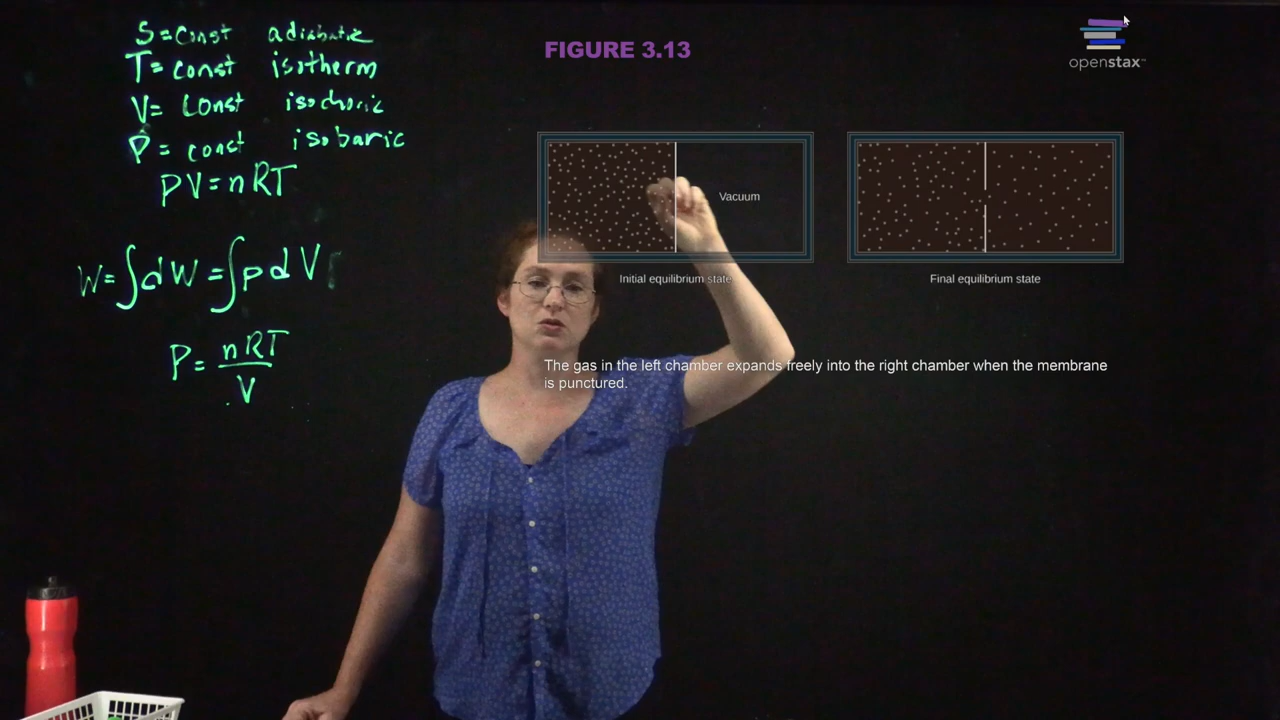 S=const adiabatic
T= const isotherm
V= const isochoric
P= const isobaric
PV=nRT
W=∫dW=∫pdV
P= nRT
V
FIGURE 3.13
openstax™
Vacuum
Initial equilibrium state
Final equilibrium state
The gas in the left chamber expands freely into the right chamber when the membrane
is punctured.